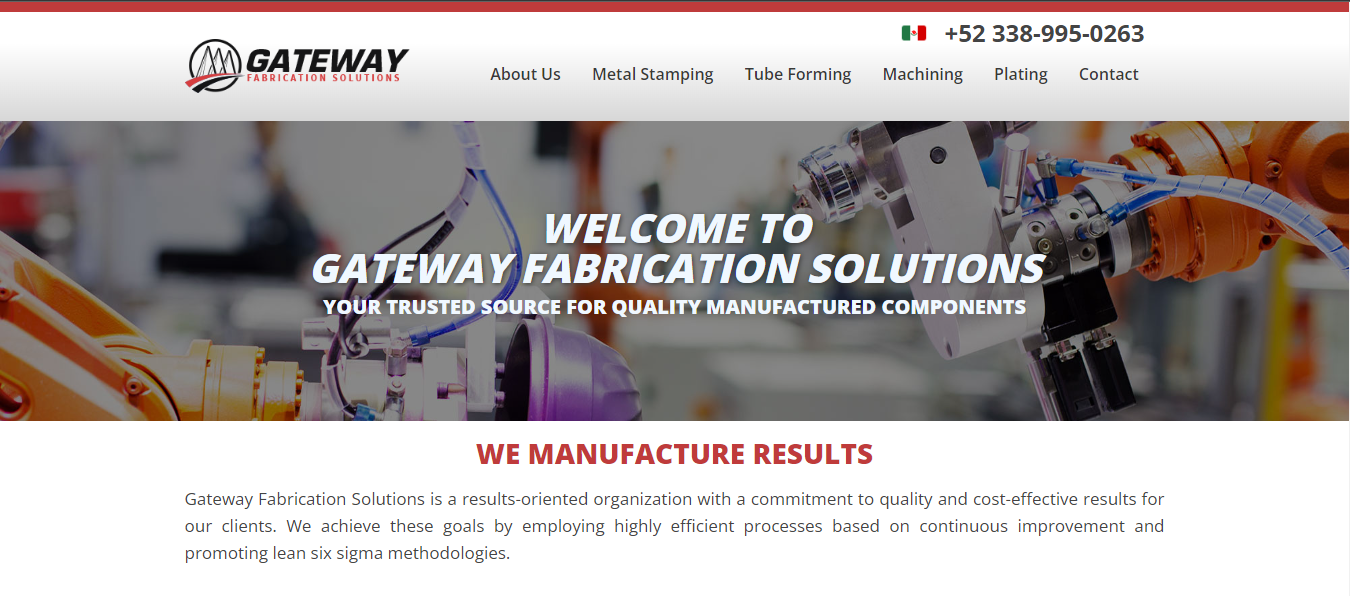 +52 338-995-0263
GATEWAY
FABRICATION SOLUTIONS
About Us Metal Stamping Tube Forming Machining Plating Contact
WELCOME TO
GATEWAY FABRICATION SOLUTIONS
YOUR TRUSTED SOURCE FOR QUALITY MANUFACTURED COMPONENTS
WE MANUFACTURE RESULTS
Gateway Fabrication Solutions is a results-oriented organization with a commitment to quality and cost-effective results for
our clients. We achieve these goals by employing highly efficient processes based on continuous improvement and
promoting lean six sigma methodologies.